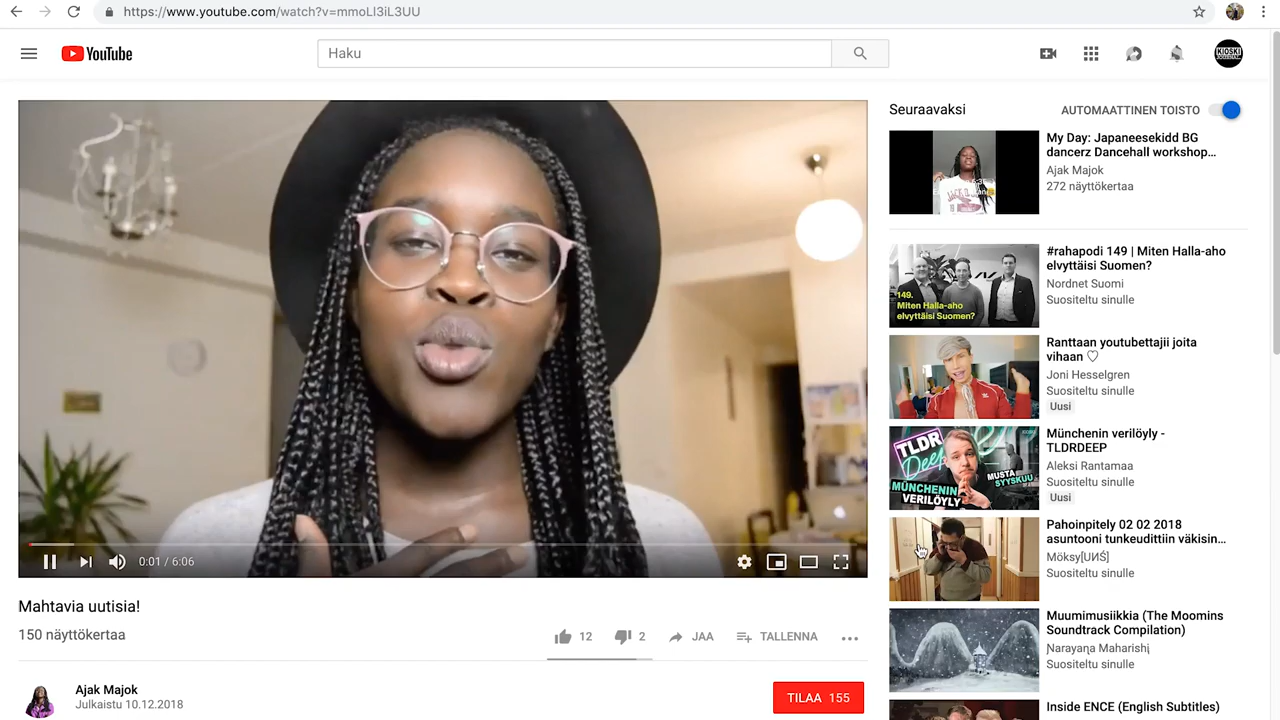 https://www.youtube.com/watch?v=mmoLI3iL3UU
YouTube
Haku
KIOSKI
0:01 / 6:06
Mahtavia uutisia!
150 näyttökertaa
12
2
JAA
TALLENNA
Ajak Majok
Julkaistu 10.12.2018
TILAA 155
Seuraavaksi
AUTOMAATTINEN TOISTO
My Day: Japaneesekidd BG
dancerz Dancehall workshop...
Ajak Majok
272 näyttökertaa
149.
Miten Halla-aho
elvyttäisi Suomen?
#rahapodi 149 | Miten Halla-aho
elvyttäisi Suomen?
Nordnet Suomi
Suositeltu sinulle
Ranttaan youtubettajii joita
vihaan ♡
Joni Hesselgren
Suositeltu sinulle
Uusi
TLDR
Deep
MUSTA
SYYSKUU
MÜNCHENIN
VERILÖYLY
Münchenin verilöyly -
TLDRDEEP
Aleksi Rantamaa
Suositeltu sinulle
Uusi
Pahoinpitely 02 02 2018
asuntooni tunkeudittiin väkisin...
Möksy[UИŚ]
Suositeltu sinulle
Muumimusiikkia (The Moomins
Soundtrack Compilation)
Narayaṇa Maharishi
Suositeltu sinulle
Inside ENCE (English Subtitles)